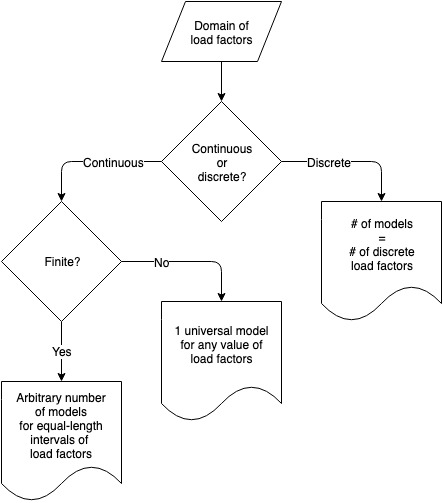 Domain of
load factors
Continuous
or
discrete?
Continuous
Discrete
# of models
=
# of discrete
load factors
Finite?
No
1 universal model
for any value of
load factors
Yes
Arbitrary number
of models
for equal-length
intervals of
load factors